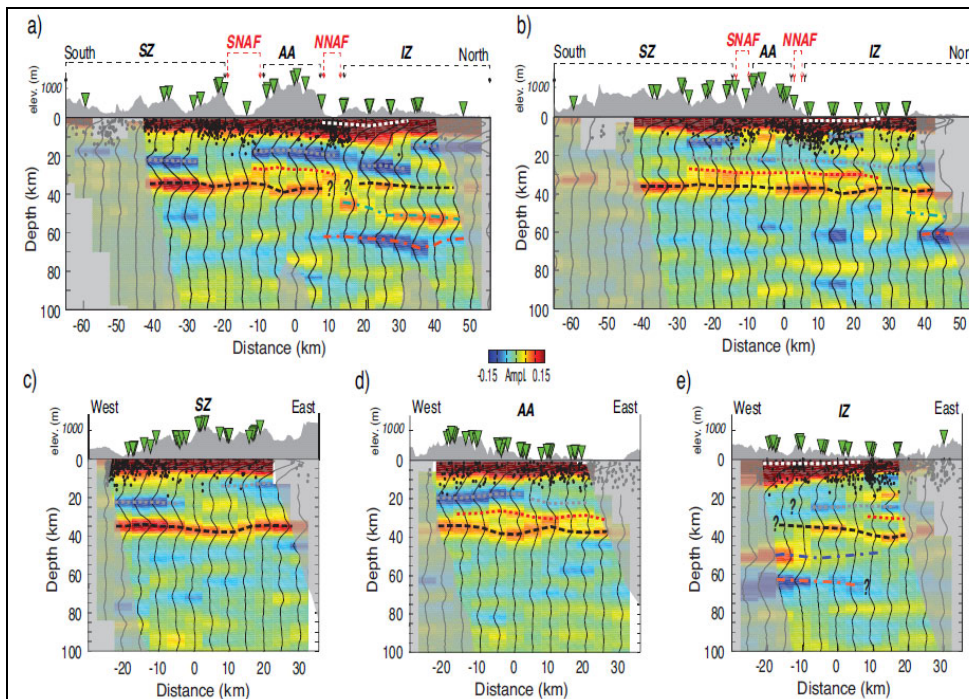 a)
SNAF NNAF
South SZ AA IZ North
elev. (m)
1000
0
20
40
60
80
100
Depth (km)
? ?
-60 -50 -40 -30 -20 -10 0 10 20 30 40 50
Distance (km)
b)
SNAF NNAF
South SZ AA IZ North
elev. (m)
1000
0
20
40
60
80
100
Depth (km)
-60 -50 -40 -30 -20 -10 0 10 20 30 40 50
Distance (km)
-0.15 Ampl. 0.15
c)
West SZ East
elev. (m)
1000
0
20
40
60
80
100
Depth (km)
-20 -10 0 10 20 30
Distance (km)
d)
West AA East
elev. (m)
1000
0
20
40
60
80
100
Depth (km)
-20 -10 0 10 20 30
Distance (km)
e)
West IZ East
elev. (m)
1000
0
20
40
60
80
100
Depth (km)
?
?
?
-20 -10 0 10 20 30
Distance (km)